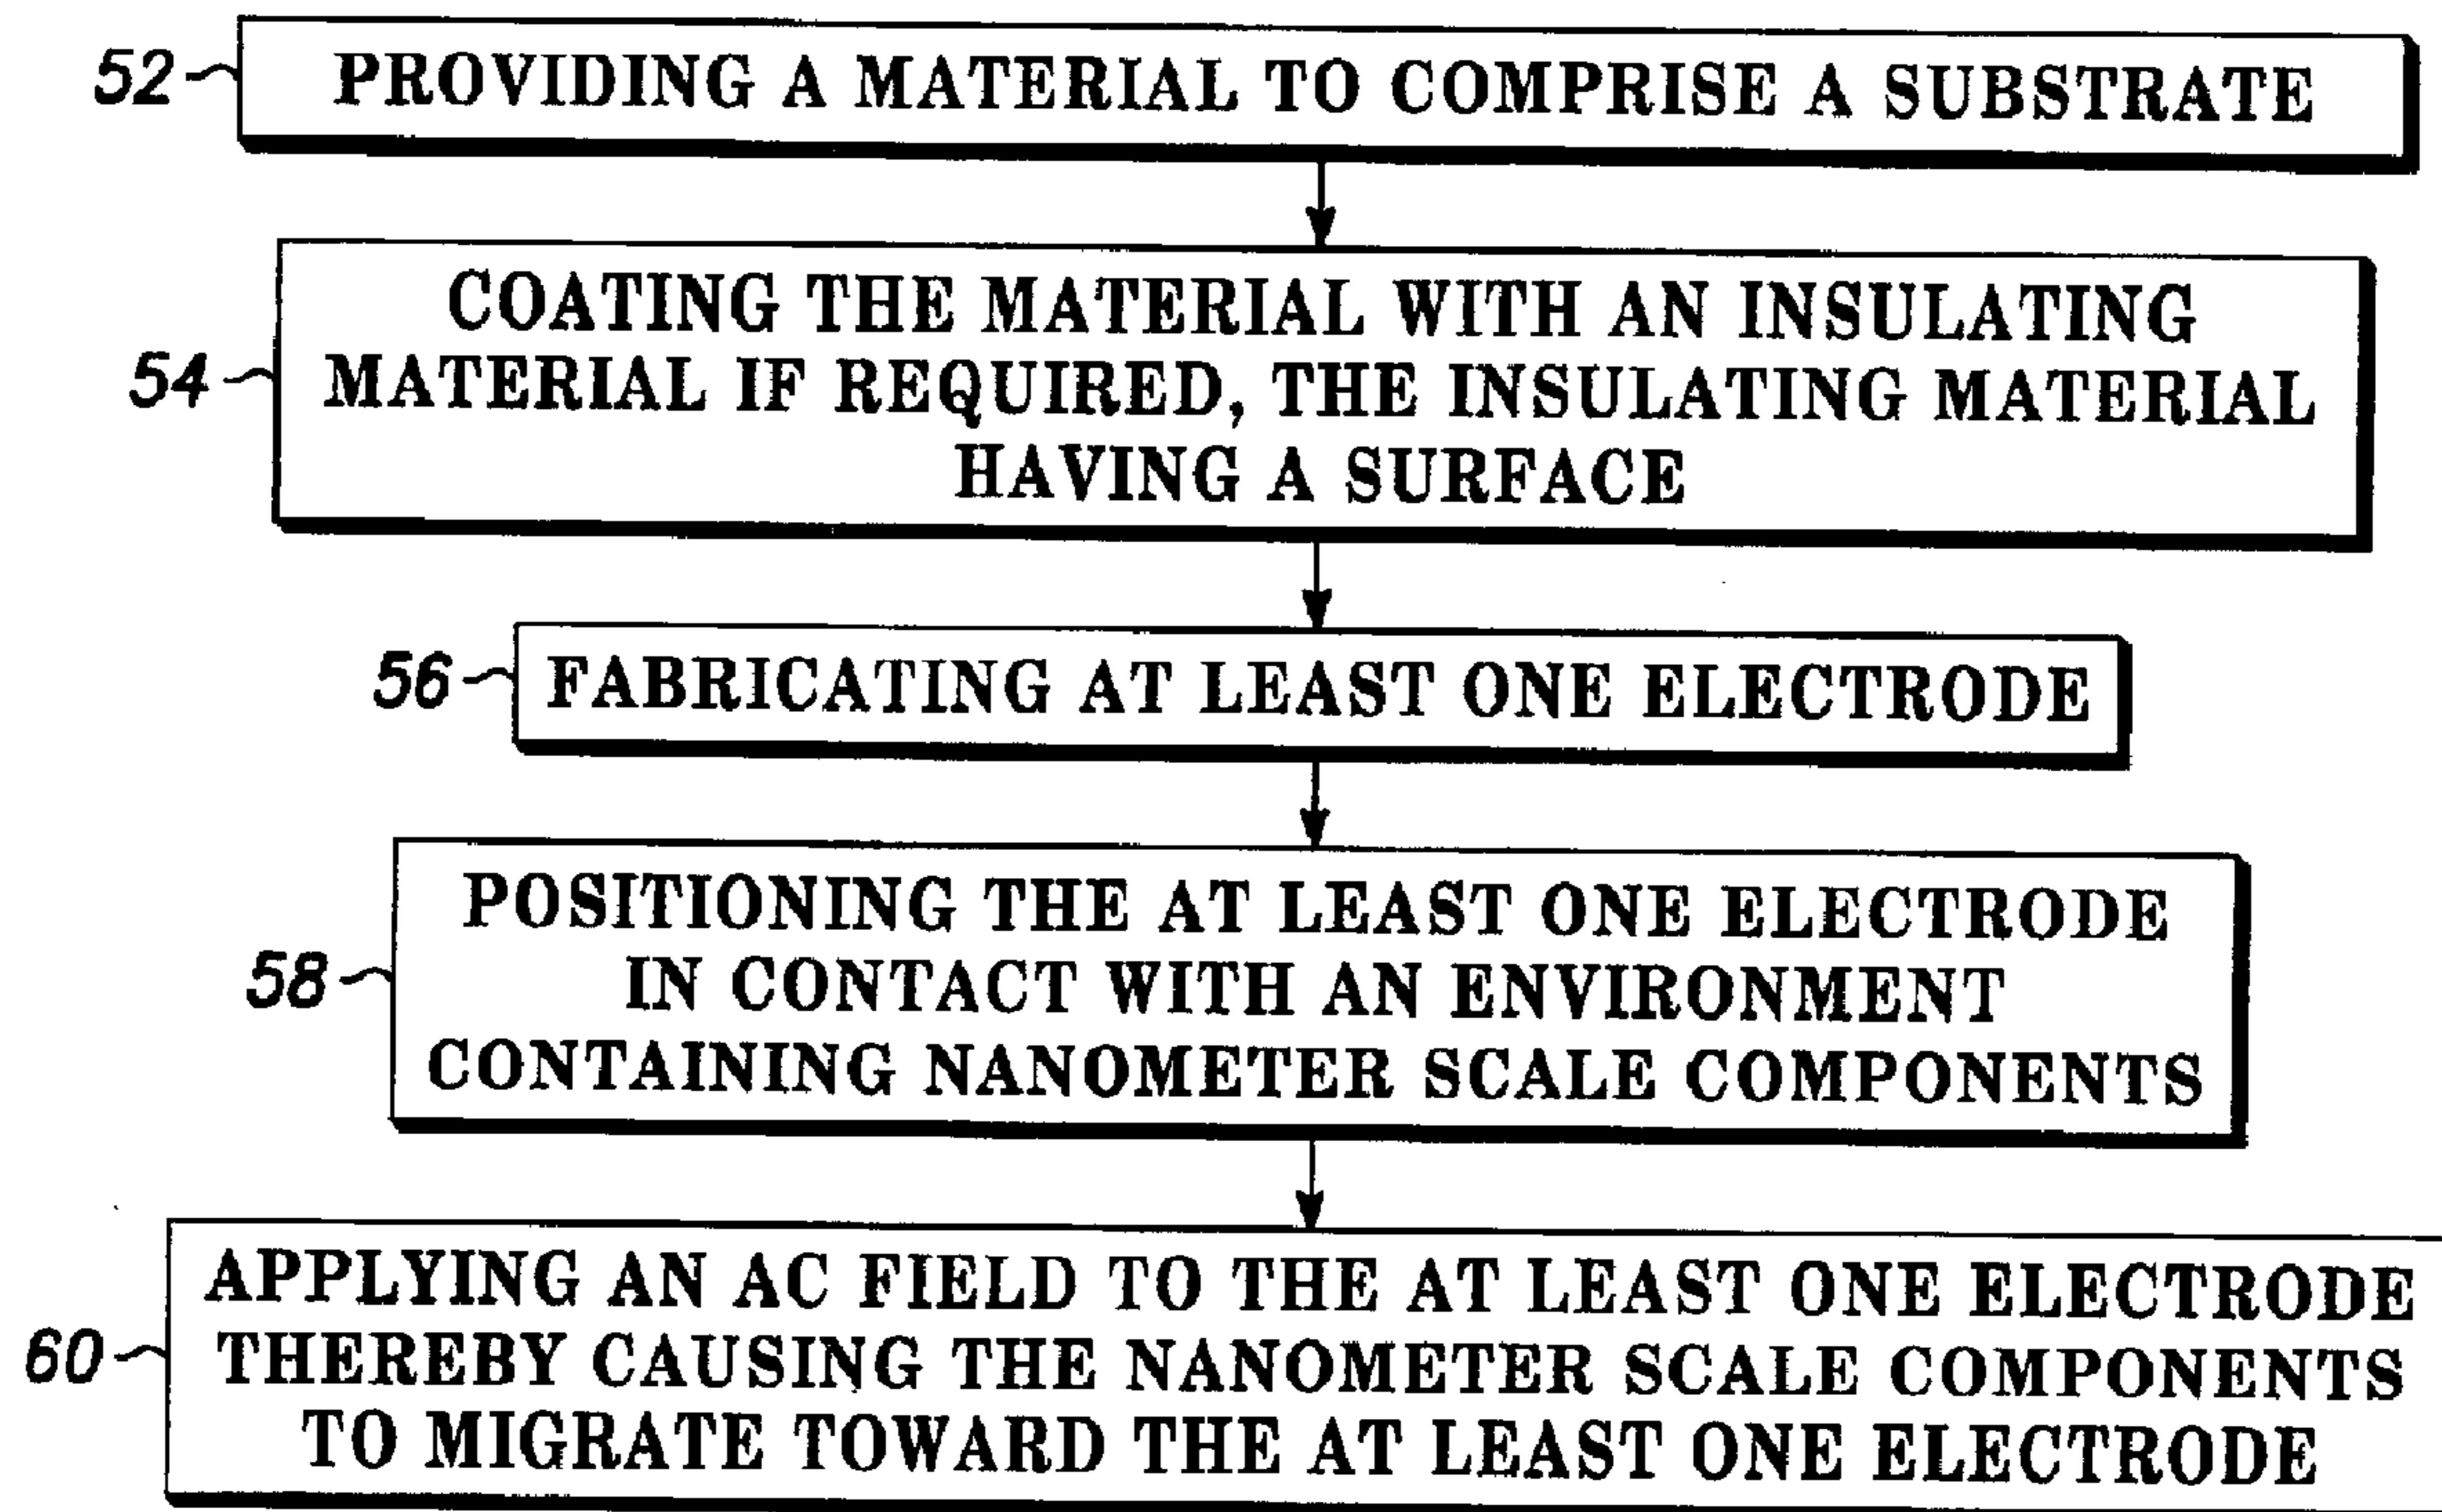 52
PROVIDING A MATERIAL TO COMPRISE A SUBSTRATE
COATING THE MATERIAL WITH AN INSULATING
54
MATERIAL IF REQUIRED, THE INSULATING MATERIAL
HAVING A SURFACE
56
FABRICATING AT LEAST ONE ELECTRODE
POSITIONING THE AT LEAST ONE ELECTRODE
58
IN CONTACT WITH AN ENVIRONMENT
CONTAINING NANOMETER SCALE COMPONENTS
APPLYING AN AC FIELD TO THE AT LEAST ONE ELECTRODE
60
THEREBY CAUSING THE NANOMETER SCALE COMPONENTS
TO MIGRATE TOWARD THE AT LEAST ONE ELECTRODE